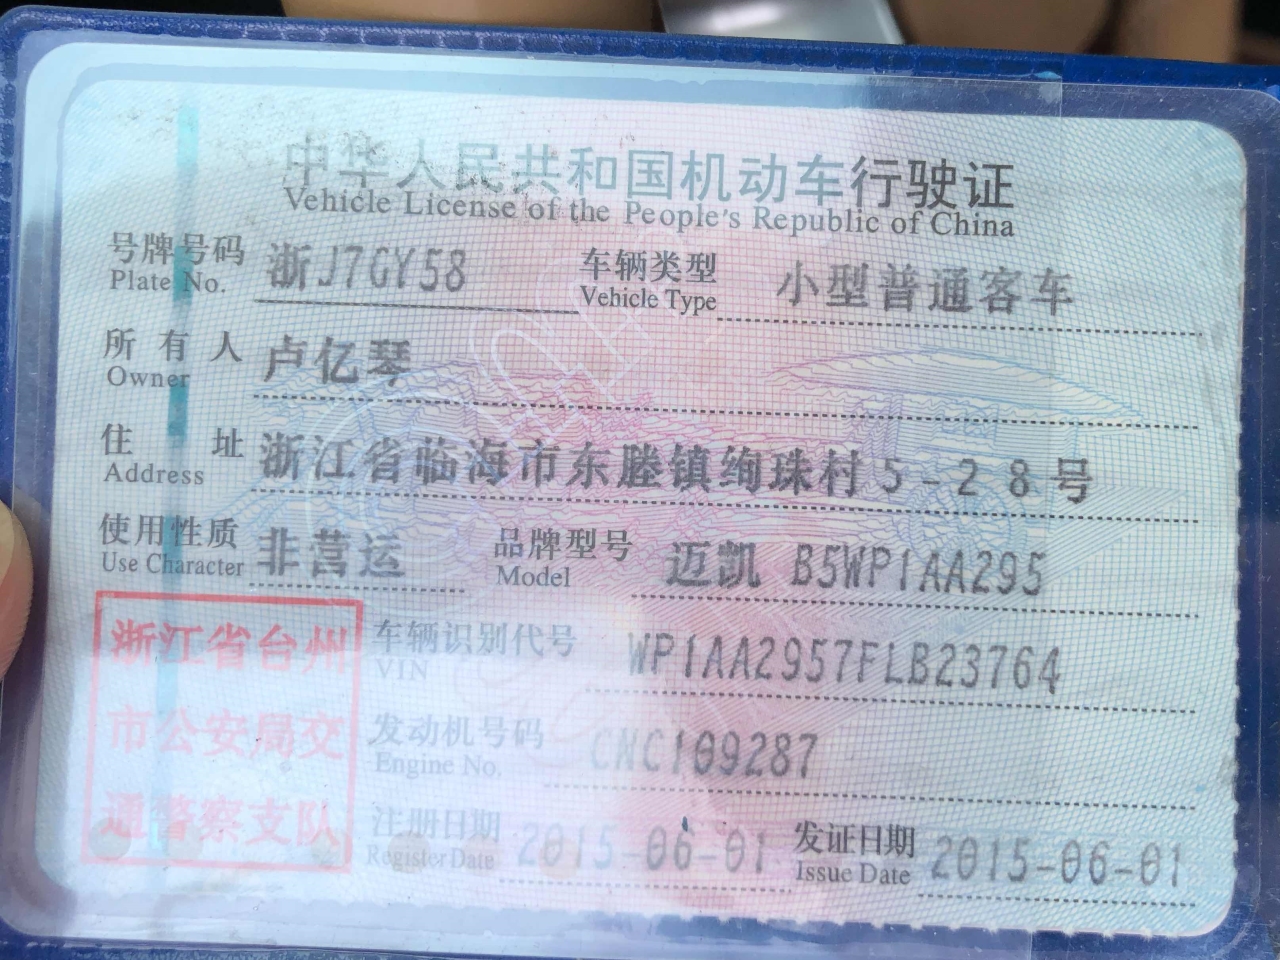 中华人民共和国机动车行驶证
Vehicle License of the People's Republic of China
号牌号码 浙J7GY58 车辆类型 小型普通客车
Plate No. Vehicle Type
所有人 卢亿琴
Owner
住址 浙江省临海市东塍镇绚珠村5-28号
Address
使用性质 非营运 品牌型号 迈凯 B5WP1AA295
Use Character Model
浙江省台州
市公安局交
通警察支队
车辆识别代号 WP1AA2957FLB23764
VIN
发动机号码 CNC109287
Engine No.
注册日期 2015-06-01 发证日期 2015-06-01
Register Date Issue Date